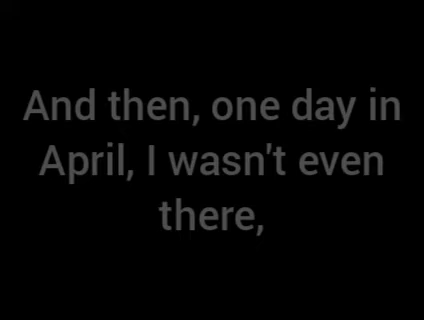 And then, one day in
April, I wasn't even
there,